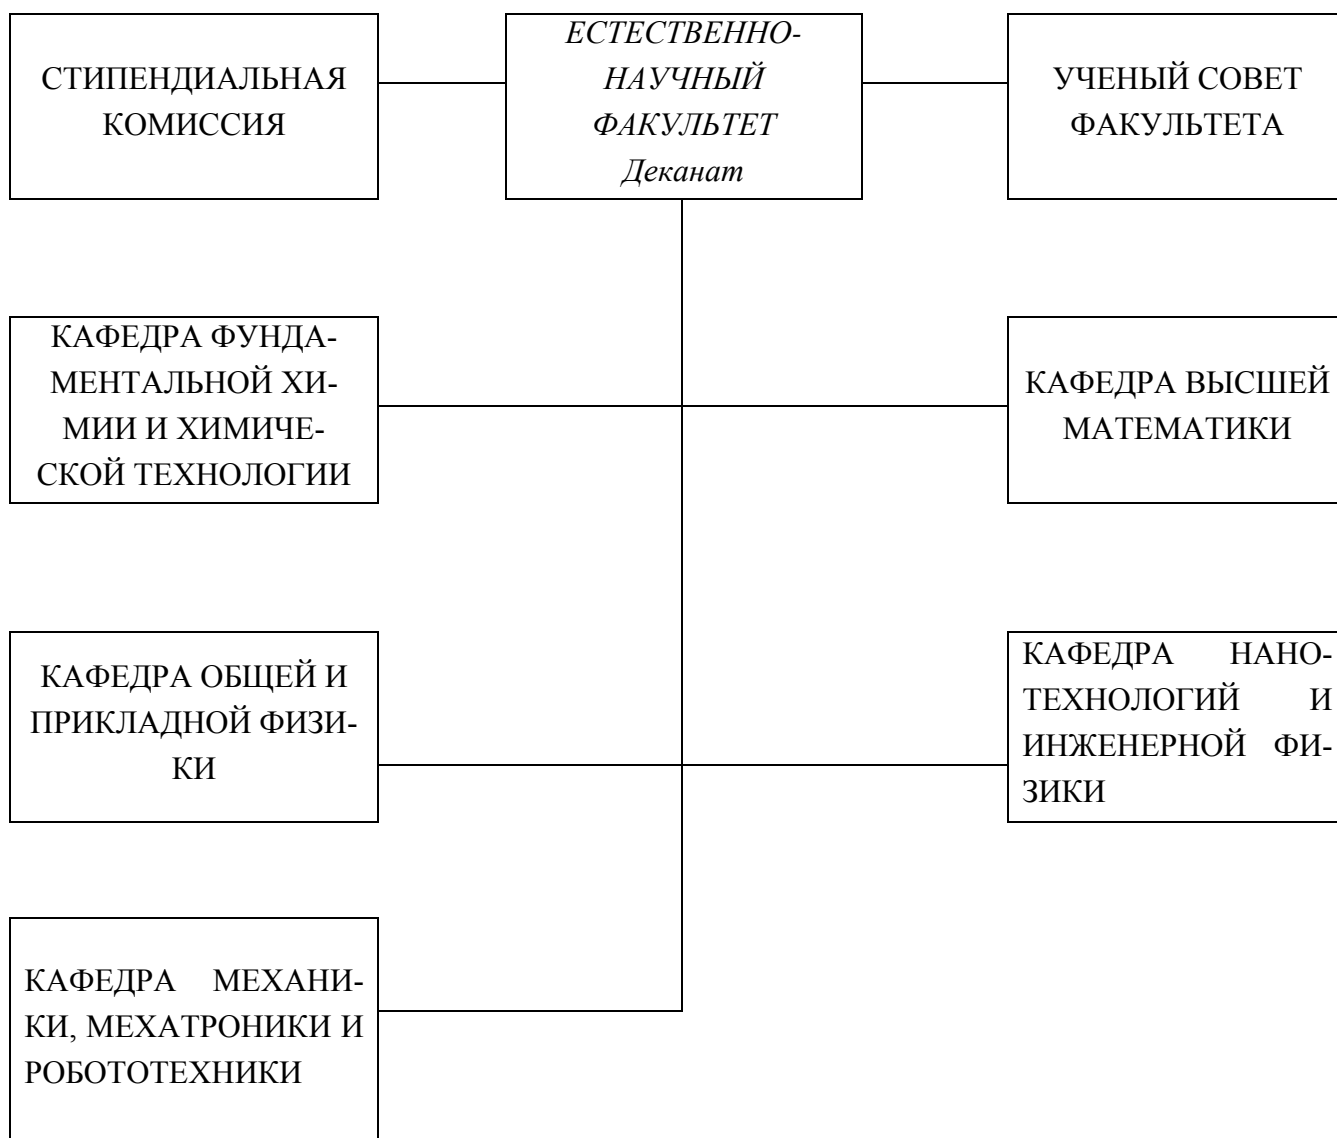 СТИПЕНДИАЛЬНАЯ
КОМИССИЯ
ЕСТЕСТВЕННО-
НАУЧНЫЙ
ФАКУЛЬТЕТ
Деканат
УЧЕНЫЙ СОВЕТ
ФАКУЛЬТЕТА
КАФЕДРА ФУНДА-
МЕНТАЛЬНОЙ ХИ-
МИИ И ХИМИЧЕ-
СКОЙ ТЕХНОЛОГИИ
КАФЕДРА ВЫСШЕЙ
МАТЕМАТИКИ
КАФЕДРА ОБЩЕЙ И
ПРИКЛАДНОЙ ФИЗИ-
КИ
КАФЕДРА НАНО-
ТЕХНОЛОГИЙ И
ИНЖЕНЕРНОЙ ФИ-
ЗИКИ
КАФЕДРА МЕХАНИ-
КИ, МЕХАТРОНИКИ И
РОБОТОТЕХНИКИ